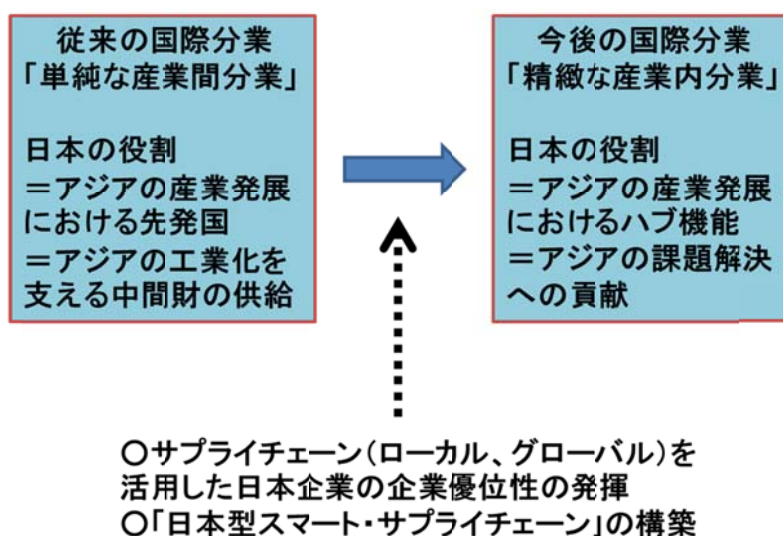 従来の国際分業
「単純な産業間分業」
日本の役割
＝アジアの産業発展
における先発国
＝アジアの工業化を
支える中間財の供給
今後の国際分業
「精緻な産業内分業」
日本の役割
＝アジアの産業発展
におけるハブ機能
＝アジアの課題解決
への貢献
○サプライチェーン（ローカル、グローバル）を
活用した日本企業の企業優位性の発揮
○「日本型スマート・サプライチェーン」の構築